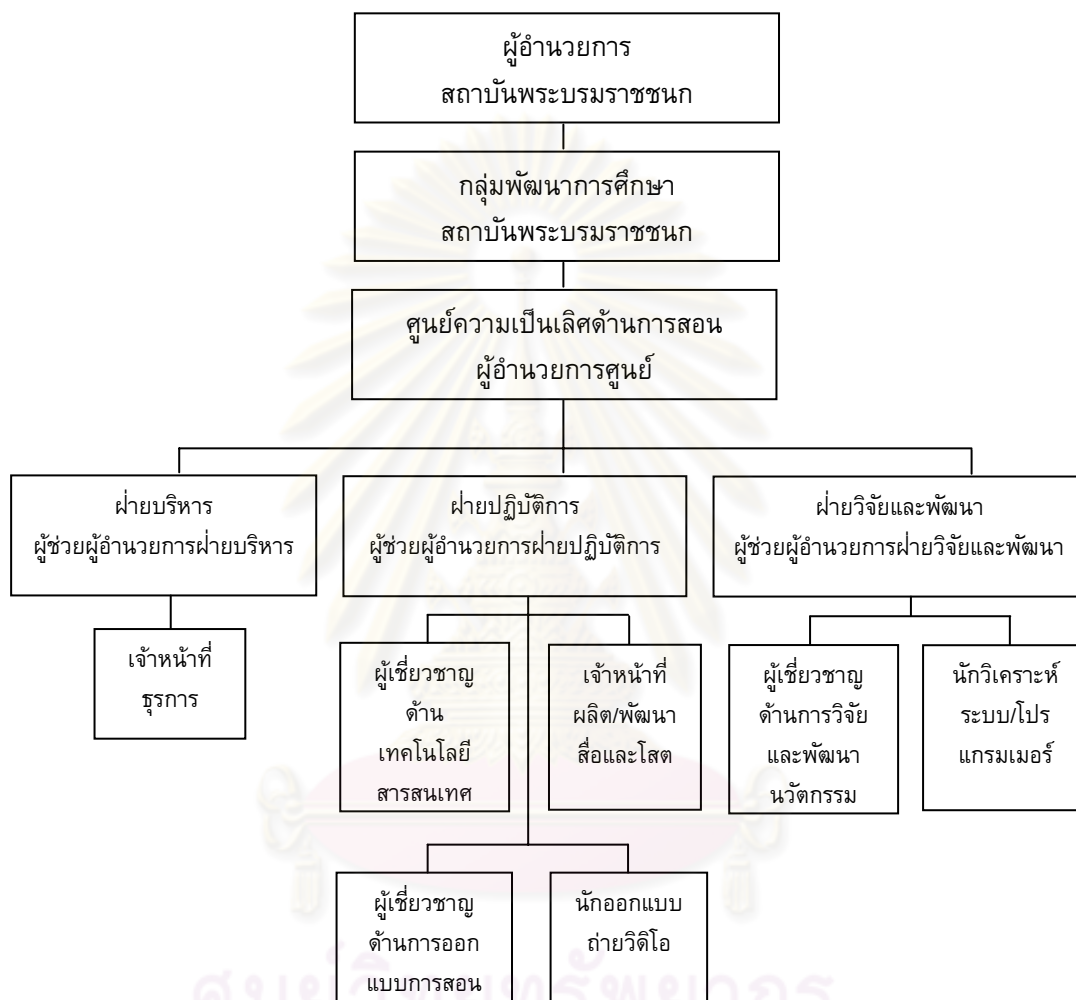 ผู้อำนวยการ
สถาบันพระบรมราชชนก
กลุ่มพัฒนาการศึกษา
สถาบันพระบรมราชชนก
ศูนย์ความเป็นเลิศด้านการสอน
ผู้อำนวยการศูนย์
ฝ่ายบริหาร
ผู้ช่วยผู้อำนวยการฝ่ายบริหาร
ฝ่ายปฏิบัติการ
ผู้ช่วยผู้อำนวยการฝ่ายปฏิบัติการ
ฝ่ายวิจัยและพัฒนา
ผู้ช่วยผู้อำนวยการฝ่ายวิจัยและพัฒนา
เจ้าหน้าที่
ธุรการ
ผู้เชี่ยวชาญ
ด้าน
เทคโนโลยี
สารสนเทศ
เจ้าหน้าที่
ผลิต/พัฒนา
สื่อและโสต
ผู้เชี่ยวชาญ
ด้านการวิจัย
และพัฒนา
นวัตกรรม
นักวิเคราะห์
ระบบ/โปร
แกรมเมอร์
ผู้เชี่ยวชาญ
ด้านการออก
แบบการสอน
นักออกแบบ
ถ่ายวิดิโอ
ศูนย์วิทยทรัพยากร